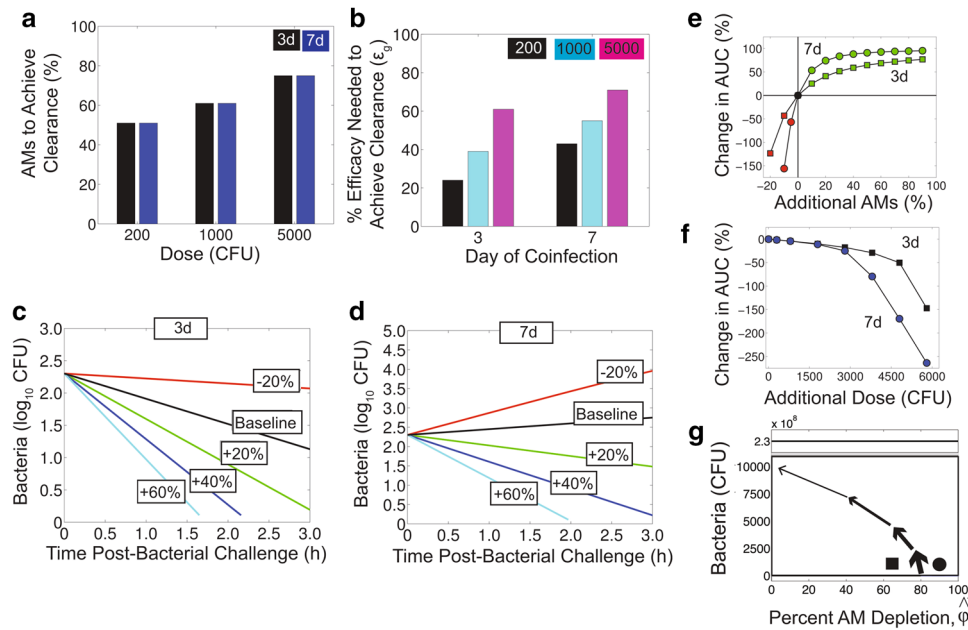 a
AMs to Achieve
Clearance (%)
100
80
60
40
20
0
3d 7d
200 1000 5000
Dose (CFU)
b
% Efficacy Needed to
Achieve Clearance (εg)
100
80
60
40
20
0
200 1000 5000
3 7
Day of Coinfection
c
Bacteria (log10 CFU)
3.0
2.5
2.0
1.5
1.0
0.5
0
3d
-20%
Baseline
+20%
+40%
+60%
0 0.5 1.0 1.5 2.0 2.5 3.0
Time Post-Bacterial Challenge (h)
d
Bacteria (log10 CFU)
5.0
4.5
4.0
3.5
3.0
2.5
2.0
1.5
1.0
0.5
0
7d
-20%
Baseline
+20%
+40%
+60%
0 0.5 1.0 1.5 2.0 2.5 3.0
Time Post-Bacterial Challenge (h)
e
Change in AUC (%)
100
50
0
-50
-100
-150
7d
3d
-20 0 20 40 60 80 100
Additional AMs (%)
f
Change in AUC (%)
0
-50
-100
-150
-200
-250
3d
7d
0 1800 3000 4800 6000
Additional Dose (CFU)
g
Bacteria (CFU)
x 10^8
2.3
10000
7500
5000
2500
0
0 20 40 60 80 100
Percent AM Depletion, φ̂